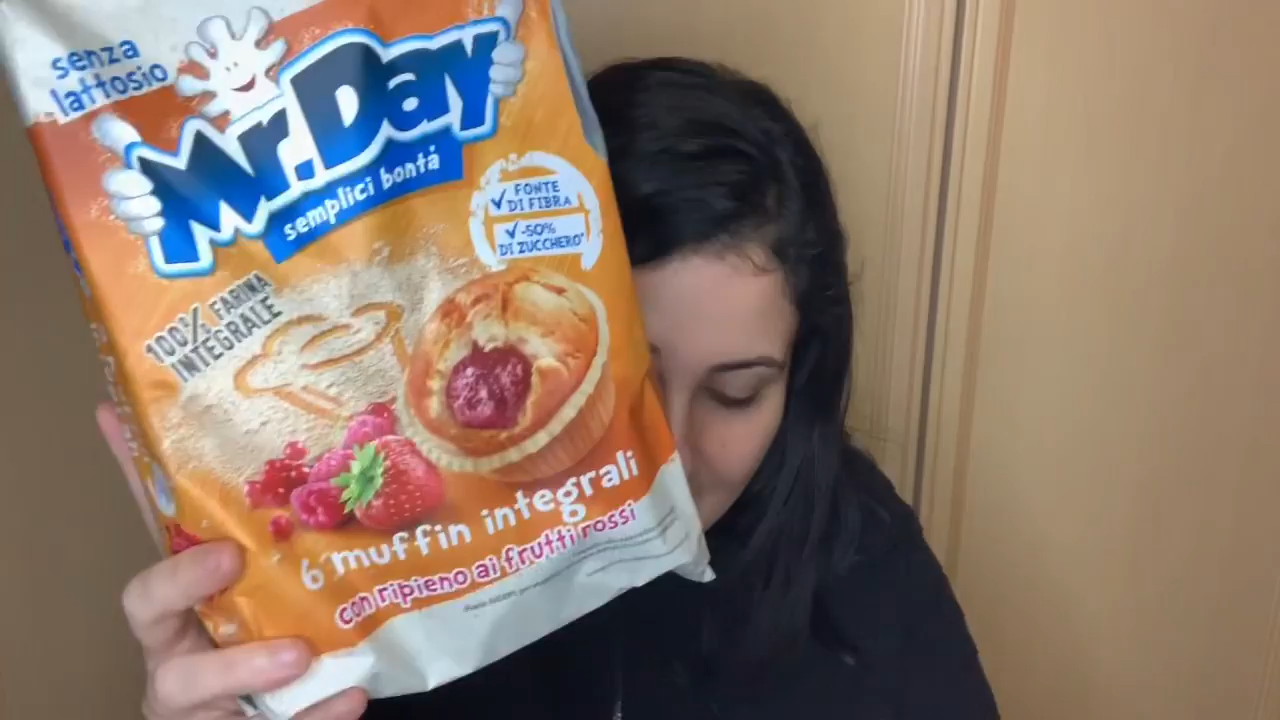 senza
lattosio
Mr.Day
semplici bontà
✓ FONTE
DI FIBRA
✓ -50%
DI ZUCCHERO*
100% FARINA
INTEGRALE
6 muffin integrali
con ripieno ai frutti rossi